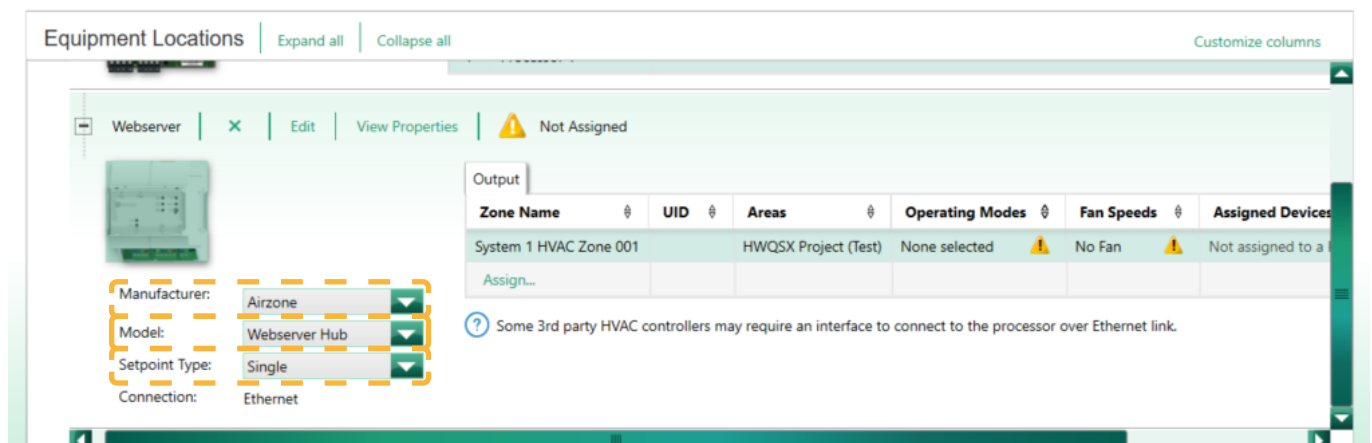 Equipment Locations Expand all Collapse all Customize columns
Webserver × Edit View Properties Not Assigned
Output
Zone Name UID Areas Operating Modes Fan Speeds Assigned Devices
System 1 HVAC Zone 001 HWQSX Project (Test) None selected No Fan Not assigned to a
Assign...
Manufacturer: Airzone
Model: Webserver Hub
Setpoint Type: Single
Connection: Ethernet
? Some 3rd party HVAC controllers may require an interface to connect to the processor over Ethernet link.